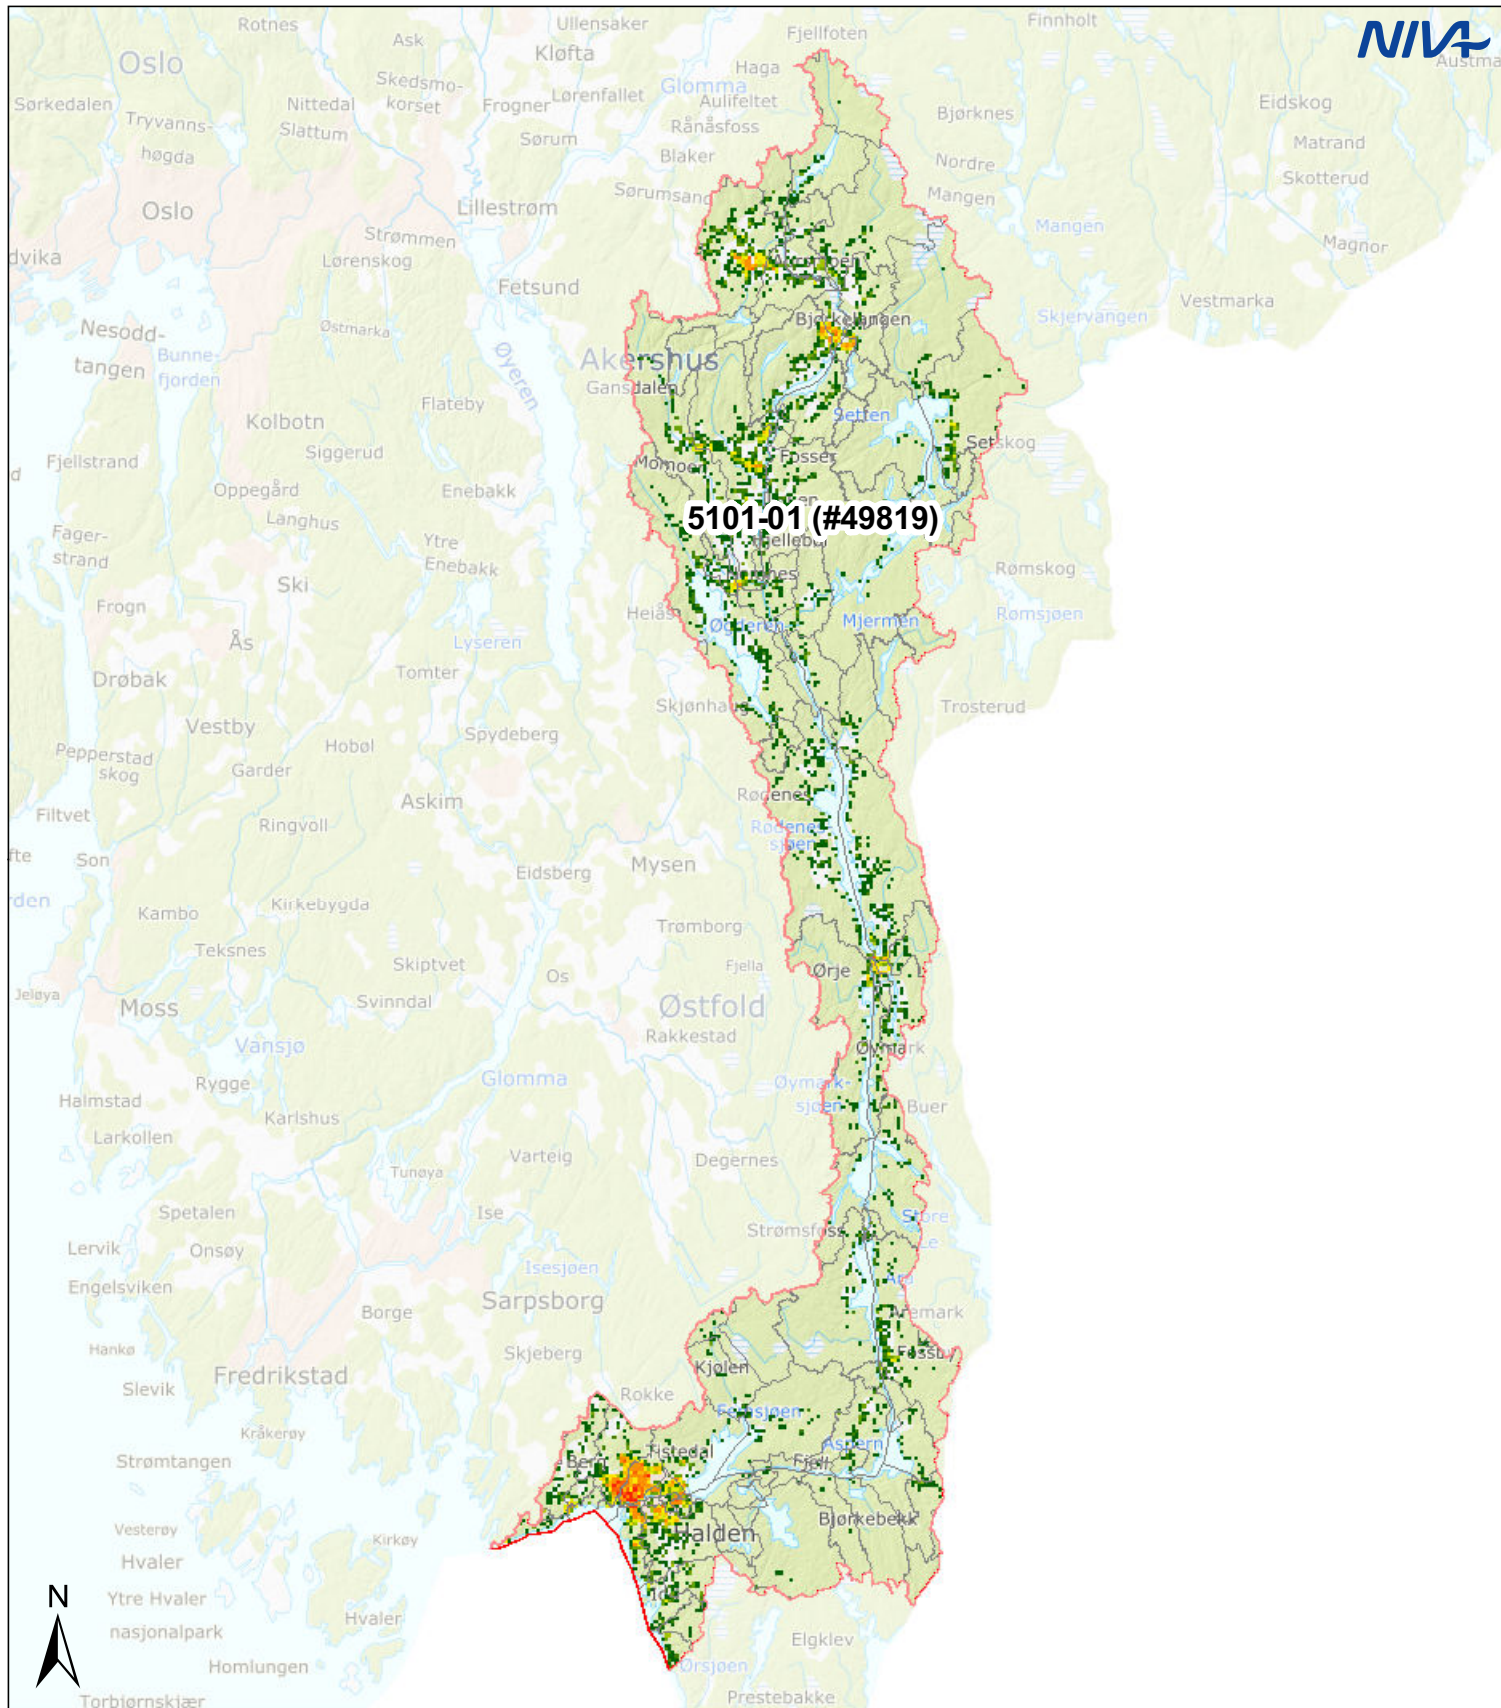 NIVA
Rotnes
Ullensaker
Finnholt
Ask
Kløfta
Fjellfoten
Oslo
Haga
Skedsmo-
korset
Glomma
Sørkedalen
Nittedal
Frogner
Lørenfallet
Aulifeltet
Eidskog
Tryvanns-
høgda
Slattum
Sørum
Rånåsfoss
Bjørknes
Matrand
Blaker
Nordre
Mangen
Skotterud
Sørumsand
Oslo
Lillestrøm
Mangen
Strømmen
Magnor
Lørenskog
Fetsund
Vestmarka
Nesodd-
tangen
Østmarka
Bjørkelangen
Skjervangen
Bunne-
fjorden
Øyeren
Akershus
Gansdalen
Flateby
Setten
Kolbotn
Siggerud
Setskog
Fjellstrand
Momoen
Fosser
Oppegård
Enebakk
Langhus
5101-01 (#49819)
Fager-
strand
Ytre
Enebakk
Ski
Rømskog
Frogn
Ås
Lyseren
Øgderen
Mjermen
Rømsjøen
Drøbak
Tomter
Vestby
Skjønhaug
Trosterud
Hobøl
Spydeberg
Pepperstad
skog
Garder
Askim
Rødenes
Filtvet
Ringvoll
Rødenes
sjøen
Son
Eidsberg
Mysen
Kambo
Kirkebygda
Trømborg
Teksnes
Skiptvet
Os
Fjella
Ørje
Jeløya
Moss
Svinndal
Østfold
Rakkestad
Vansjø
Øymark
Rygge
Glomma
Øymark-
sjøen
Halmstad
Karlshus
Buer
Larkollen
Varteig
Degernes
Tunøya
Spetalen
Ise
Strømsfoss
Store
Le
Lervik
Onsøy
Engelsviken
Isesjøen
Ara
Sarpsborg
Borge
Aremark
Hankø
Skjeberg
Fossby
Fredrikstad
Kjølen
Slevik
Rokke
Femsjøen
Kråkerøy
Aspern
Tistedal
Strømtangen
Berg
Fjell
Vesterøy
Kirkøy
Halden
Bjørkebekk
Hvaler
N
Ytre Hvaler
nasjonalpark
Hvaler
Elgklev
Homlungen
Ørsjøen
Torbjørnskjær
Prestebakke